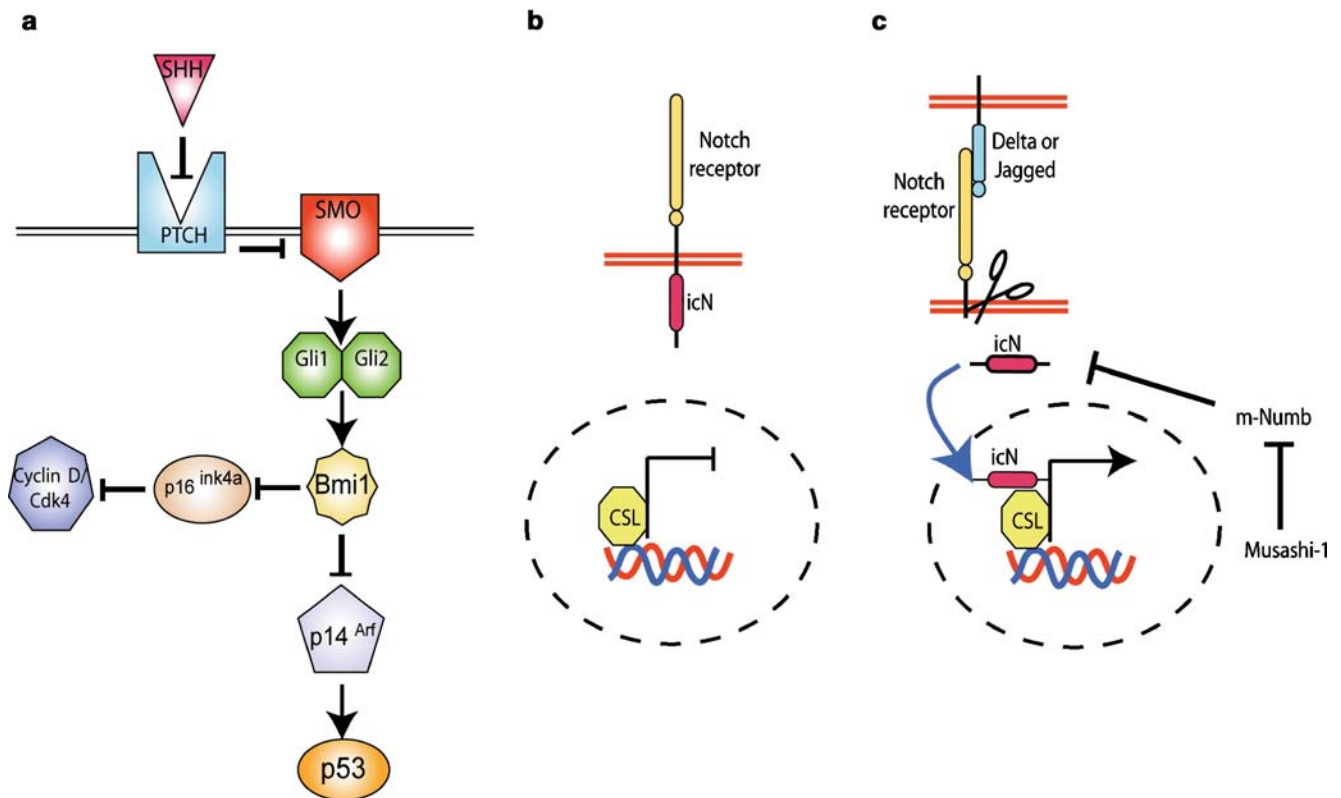 a
SHH
PTCH
SMO
Gli1
Gli2
Cyclin D/
Cdk4
p16 ink4a
Bmi1
p14 Arf
p53
b
Notch
receptor
icN
CSL
c
Delta or
Jagged
Notch
receptor
icN
m-Numb
icN
CSL
Musashi-1